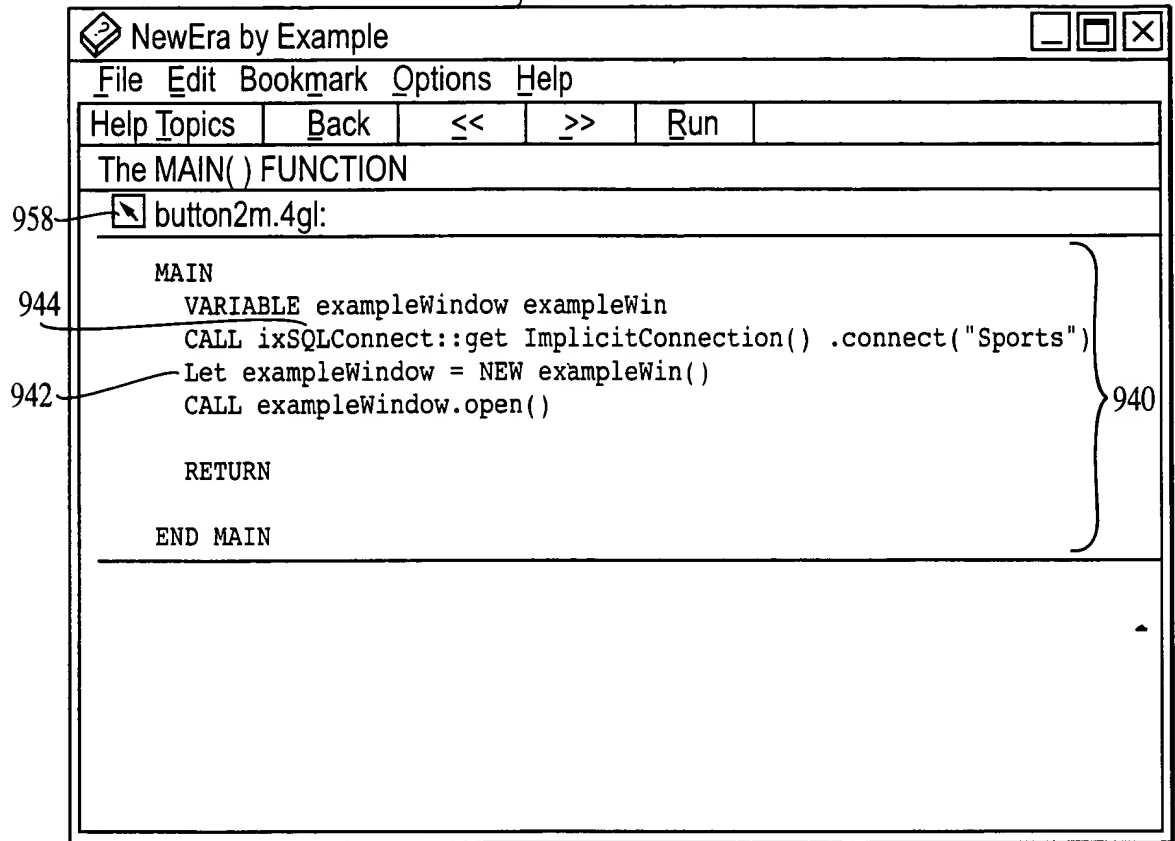 NewEra by Example
File Edit Bookmark Options Help
Help Topics Back << >> Run
The MAIN( ) FUNCTION
958 button2m.4gl:
MAIN
944 VARIABLE exampleWindow exampleWin
CALL ixSQLConnect::get ImplicitConnection() .connect("Sports")
942 Let exampleWindow = NEW exampleWin()
CALL exampleWindow.open()
940
RETURN
END MAIN